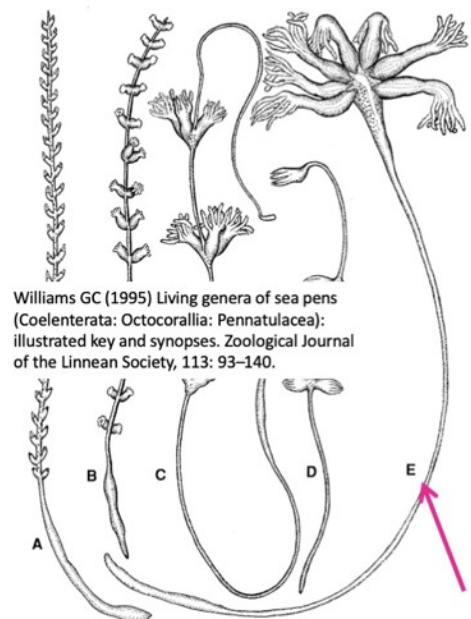 Williams GC (1995) Living genera of sea pens
(Coelenterata: Octocorallia: Pennatulacea):
illustrated key and synopses. Zoological Journal
of the Linnean Society, 113: 93–140.
A
B
C
D
E